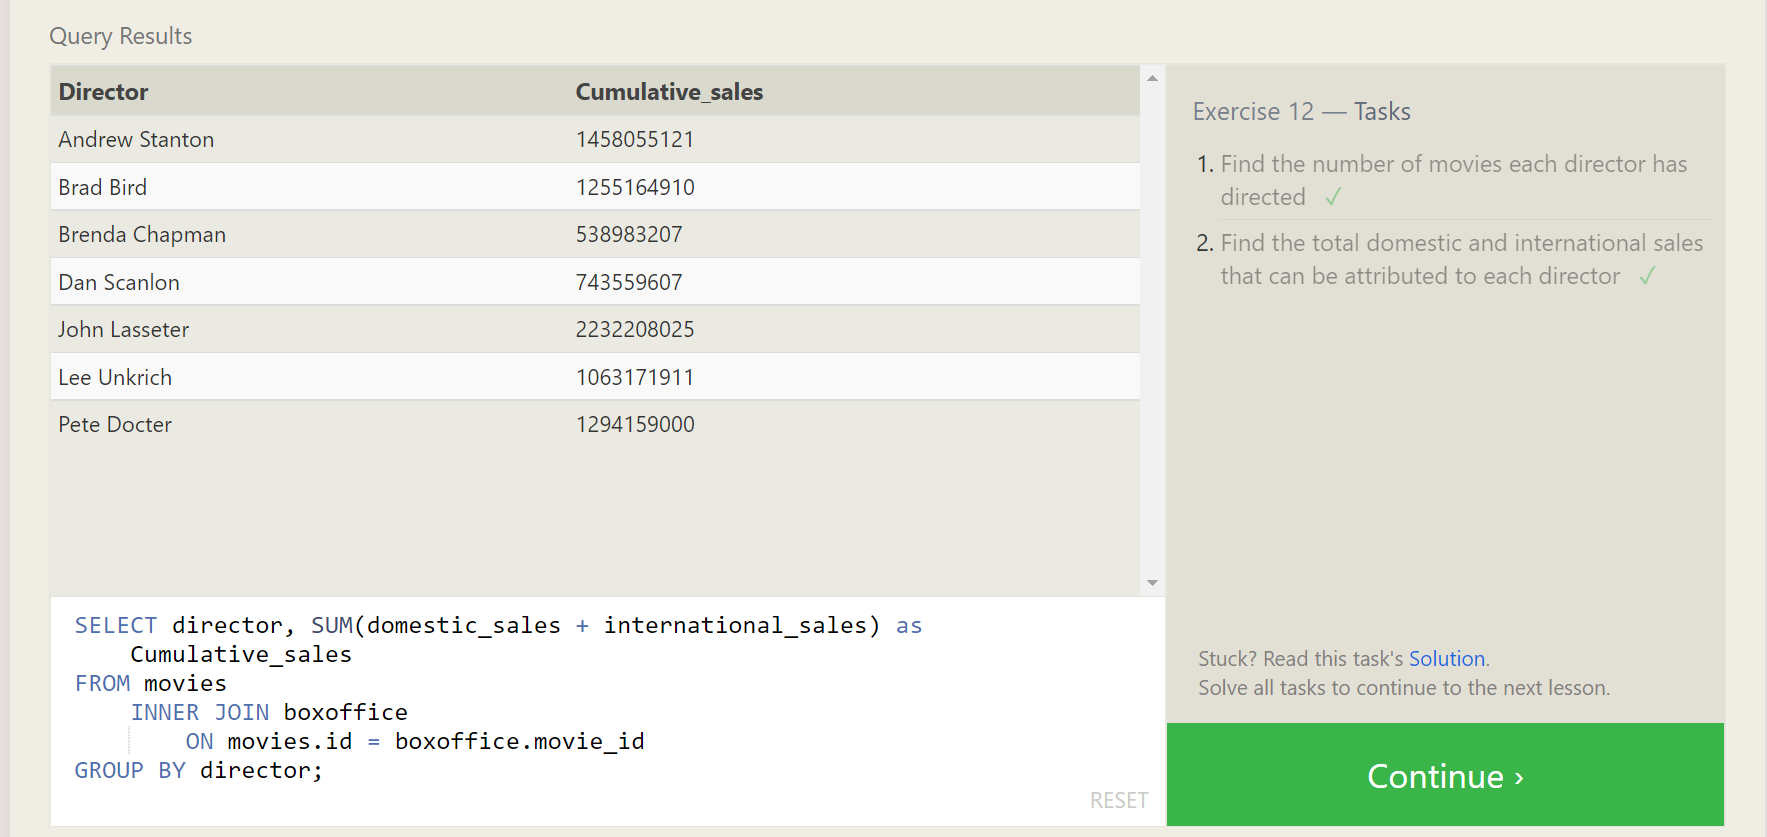 Query Results
Director Cumulative_sales
Andrew Stanton 1458055121
Brad Bird 1255164910
Brenda Chapman 538983207
Dan Scanlon 743559607
John Lasseter 2232208025
Lee Unkrich 1063171911
Pete Docter 1294159000
SELECT director, SUM(domestic_sales + international_sales) as
Cumulative_sales
FROM movies
INNER JOIN boxoffice
ON movies.id = boxoffice.movie_id
GROUP BY director;
RESET
Exercise 12 — Tasks
1. Find the number of movies each director has
directed ✓
2. Find the total domestic and international sales
that can be attributed to each director ✓
Stuck? Read this task's Solution.
Solve all tasks to continue to the next lesson.
Continue ›